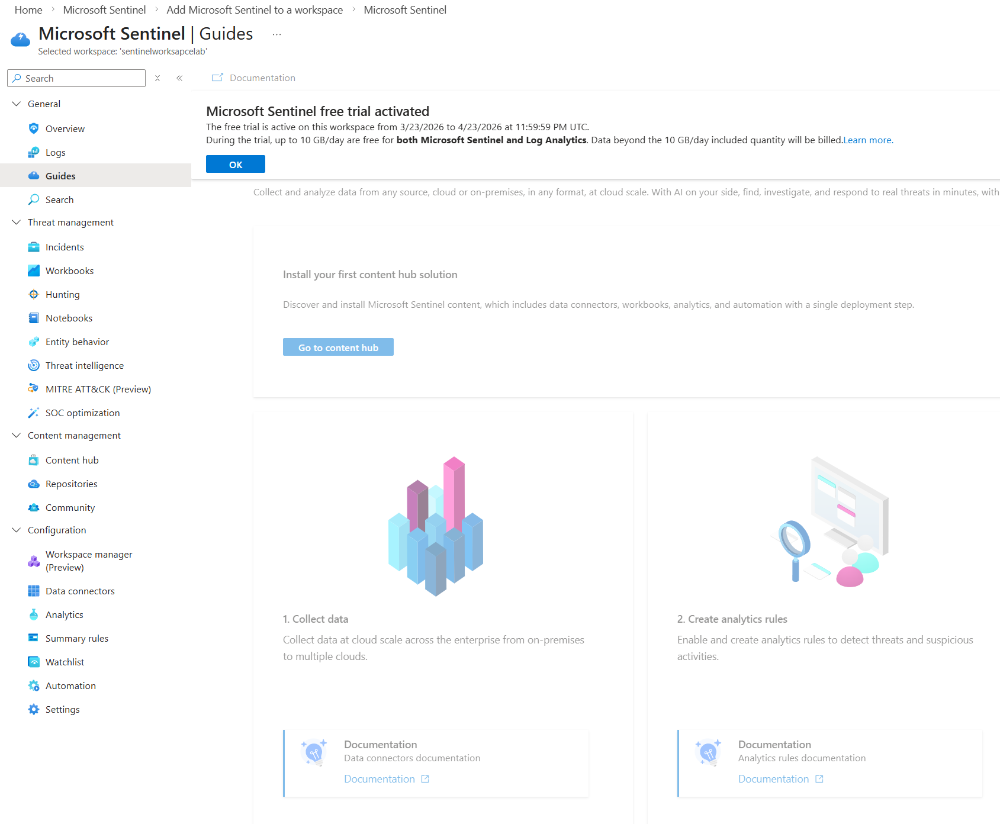 Home > Microsoft Sentinel > Add Microsoft Sentinel to a workspace > Microsoft Sentinel
Microsoft Sentinel | Guides ...
Selected workspace: 'sentinelworksapcelab'
Search
Documentation
General
Overview
Logs
Guides
Search
Threat management
Incidents
Workbooks
Hunting
Notebooks
Entity behavior
Threat intelligence
MITRE ATT&CK (Preview)
SOC optimization
Content management
Content hub
Repositories
Community
Configuration
Workspace manager
(Preview)
Data connectors
Analytics
Summary rules
Watchlist
Automation
Settings
Microsoft Sentinel free trial activated
The free trial is active on this workspace from 3/23/2026 to 4/23/2026 at 11:59:59 PM UTC.
During the trial, up to 10 GB/day are free for both Microsoft Sentinel and Log Analytics. Data beyond the 10 GB/day included quantity will be billed.Learn more.
OK
Collect and analyze data from any source, cloud or on-premises, in any format, at cloud scale. With AI on your side, find, investigate, and respond to real threats in minutes, with
Install your first content hub solution
Discover and install Microsoft Sentinel content, which includes data connectors, workbooks, analytics, and automation with a single deployment step.
Go to content hub
1. Collect data
Collect data at cloud scale across the enterprise from on-premises
to multiple clouds.
Documentation
Data connectors documentation
Documentation
2. Create analytics rules
Enable and create analytics rules to detect threats and suspicious
activities.
Documentation
Analytics rules documentation
Documentation